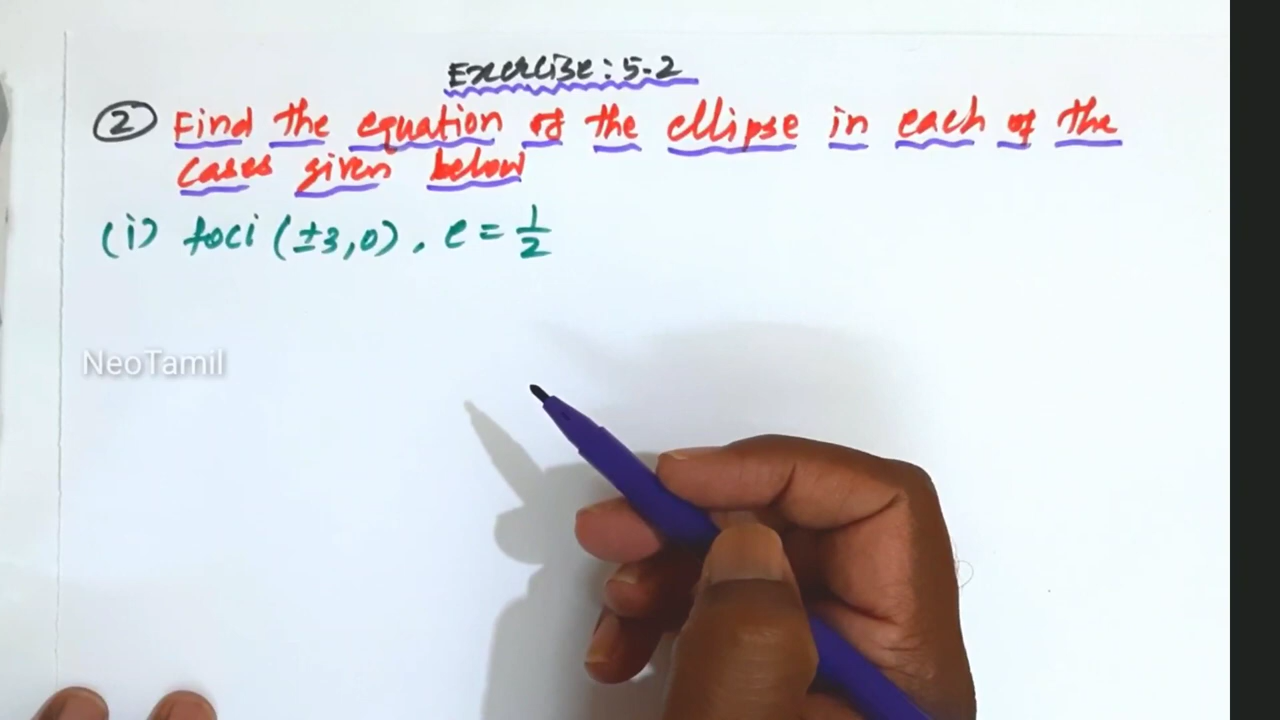 Exercise: 5.2
② Find the equation of the ellipse in each of the
cases given below
(i) foci (±3,0), e = 1/2
NeoTamil